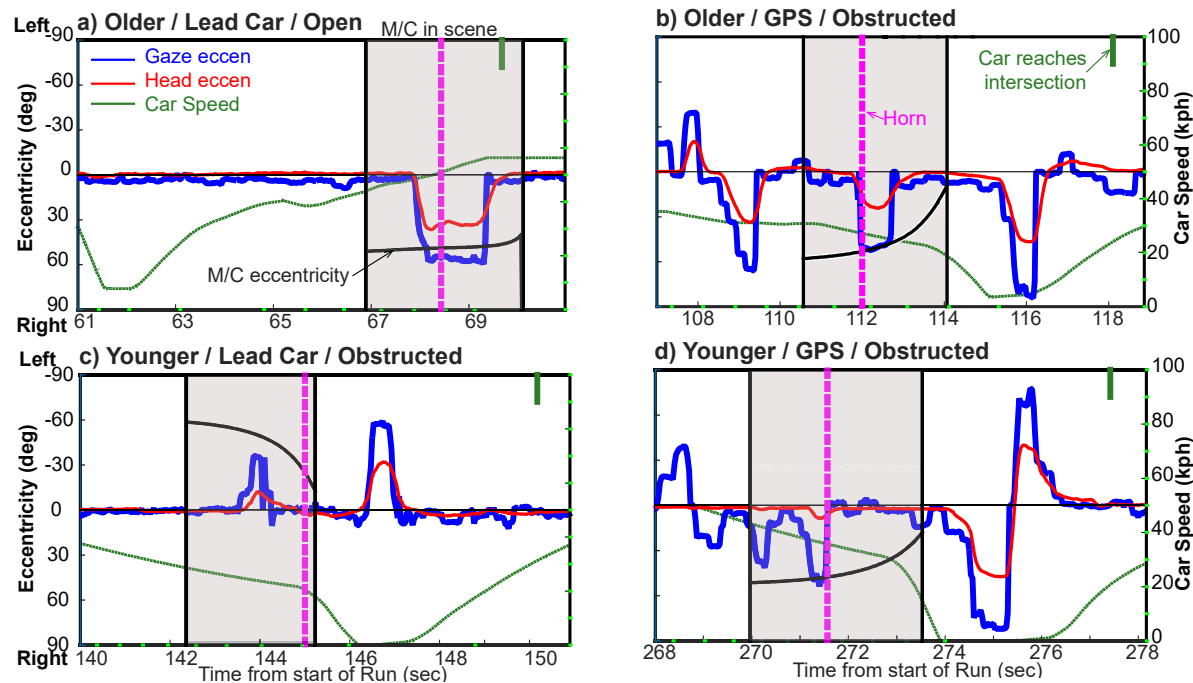 a) Older / Lead Car / Open
Left
-90
-60
-30
0
30
60
90
Eccentricity (deg)
M/C in scene
Gaze eccen
Head eccen
Car Speed
M/C eccentricity
61 63 65 67 69
Right
b) Older / GPS / Obstructed
100
80
60
40
20
0
Car Speed (kph)
Car reaches
intersection
Horn
108 110 112 114 116 118
c) Younger / Lead Car / Obstructed
Left
-90
-60
-30
0
30
60
90
Eccentricity (deg)
140 142 144 146 148 150
Right
Time from start of Run (sec)
d) Younger / GPS / Obstructed
100
80
60
40
20
0
Car Speed (kph)
268 270 272 274 276 278
Time from start of Run (sec)